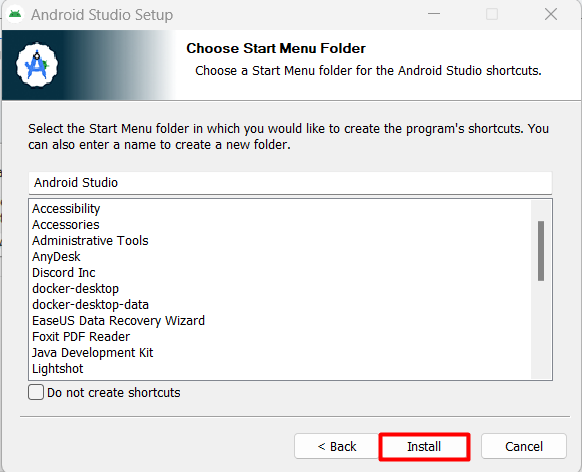 Android Studio Setup
Choose Start Menu Folder
Choose a Start Menu folder for the Android Studio shortcuts.
Select the Start Menu folder in which you would like to create the program's shortcuts. You
can also enter a name to create a new folder.
Android Studio
Accessibility
Accessories
Administrative Tools
AnyDesk
Discord Inc
docker-desktop
docker-desktop-data
EaseUS Data Recovery Wizard
Foxit PDF Reader
Java Development Kit
Lightshot
Do not create shortcuts
< Back
Install
Cancel